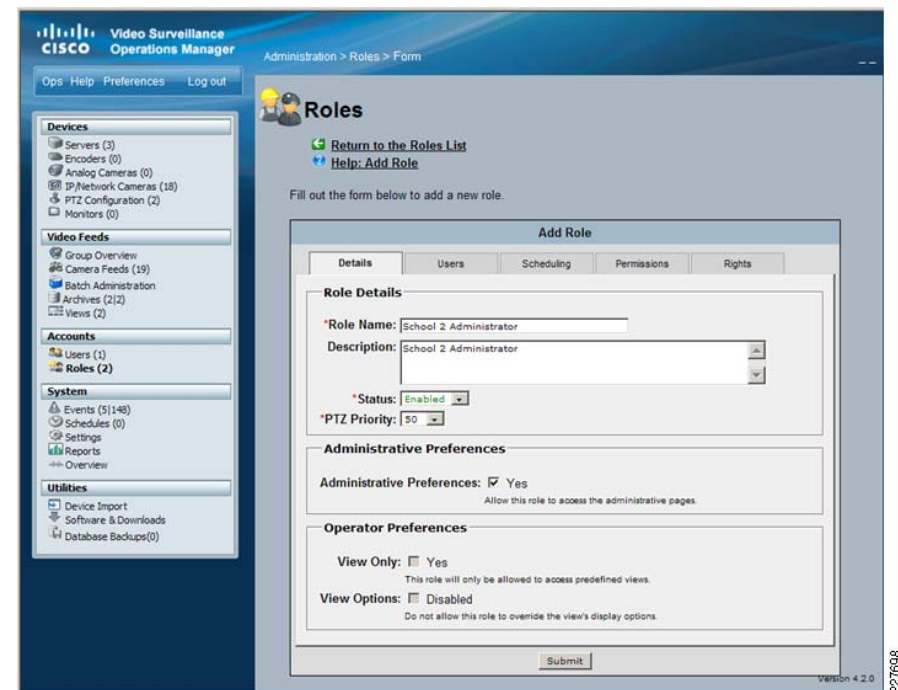 CISCO
Video Surveillance
Operations Manager
Administration > Roles > Form
Ops Help Preferences Log out
Devices
Servers (3)
Encoders (0)
Analog Cameras (0)
IP/Network Cameras (18)
PTZ Configuration (2)
Monitors (0)
Video Feeds
Group Overview
Camera Feeds (19)
Batch Administration
Archives (2|2)
Views (2)
Accounts
Users (1)
Roles (2)
System
Events (5|148)
Schedules (0)
Settings
Reports
Overview
Utilities
Device Import
Software & Downloads
Database Backups(0)
Roles
Return to the Roles List
Help: Add Role
Fill out the form below to add a new role.
Add Role
Details Users Scheduling Permissions Rights
Role Details
*Role Name: School 2 Administrator
Description: School 2 Administrator
*Status: Enabled
*PTZ Priority: 50
Administrative Preferences
Administrative Preferences: Yes
Allow this role to access the administrative pages.
Operator Preferences
View Only: Yes
This role will only be allowed to access predefined views.
View Options: Disabled
Do not allow this role to override the view's display options.
Submit
Version 4.2.0
227698